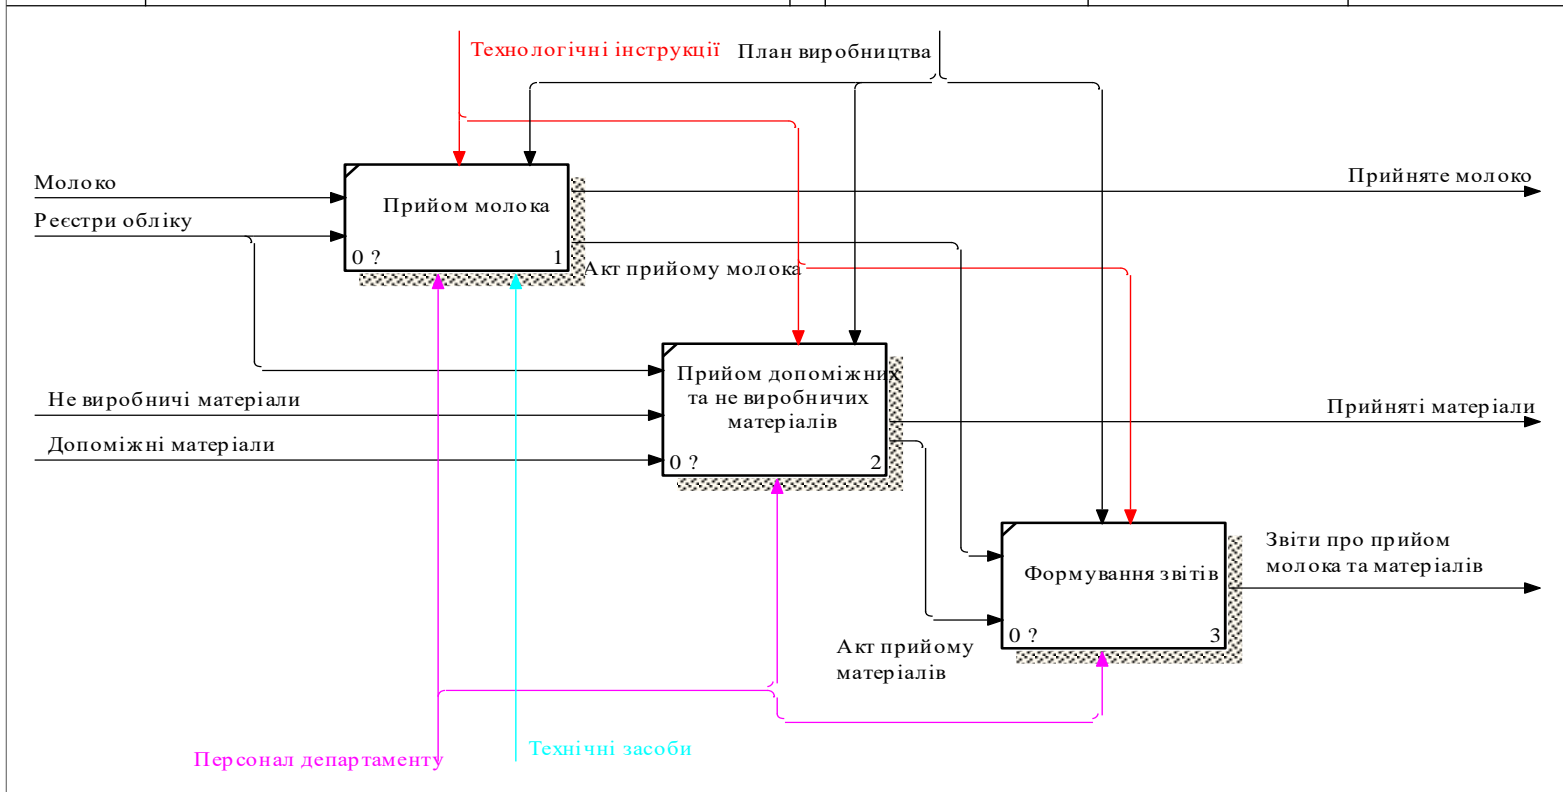 Технологічні інструкції
План виробництва
Молоко
Прийняте молоко
Прийом молока
Реєстри обліку
0 ?
1
Акт прийому молока
Прийом допоміжних
та не виробничих
матеріалів
Не виробничі матеріали
Прийняті матеріали
Допоміжні матеріали
0 ?
2
Звіти про прийом
молока та матеріалів
Формування звітів
0 ?
3
Акт прийому
матеріалів
Технічні засоби
Персонал департаменту